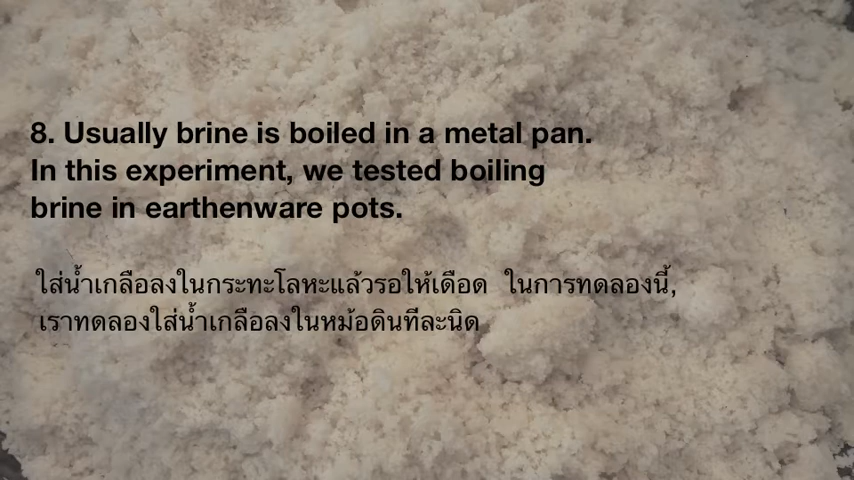 8. Usually brine is boiled in a metal pan.
In this experiment, we tested boiling
brine in earthenware pots.
ใส่น้ำเกลือลงในกระทะโลหะแล้วรอให้เดือด ในการทดลองนี้,
เราทดลองใส่น้ำเกลือลงในหม้อดินทีละนิด